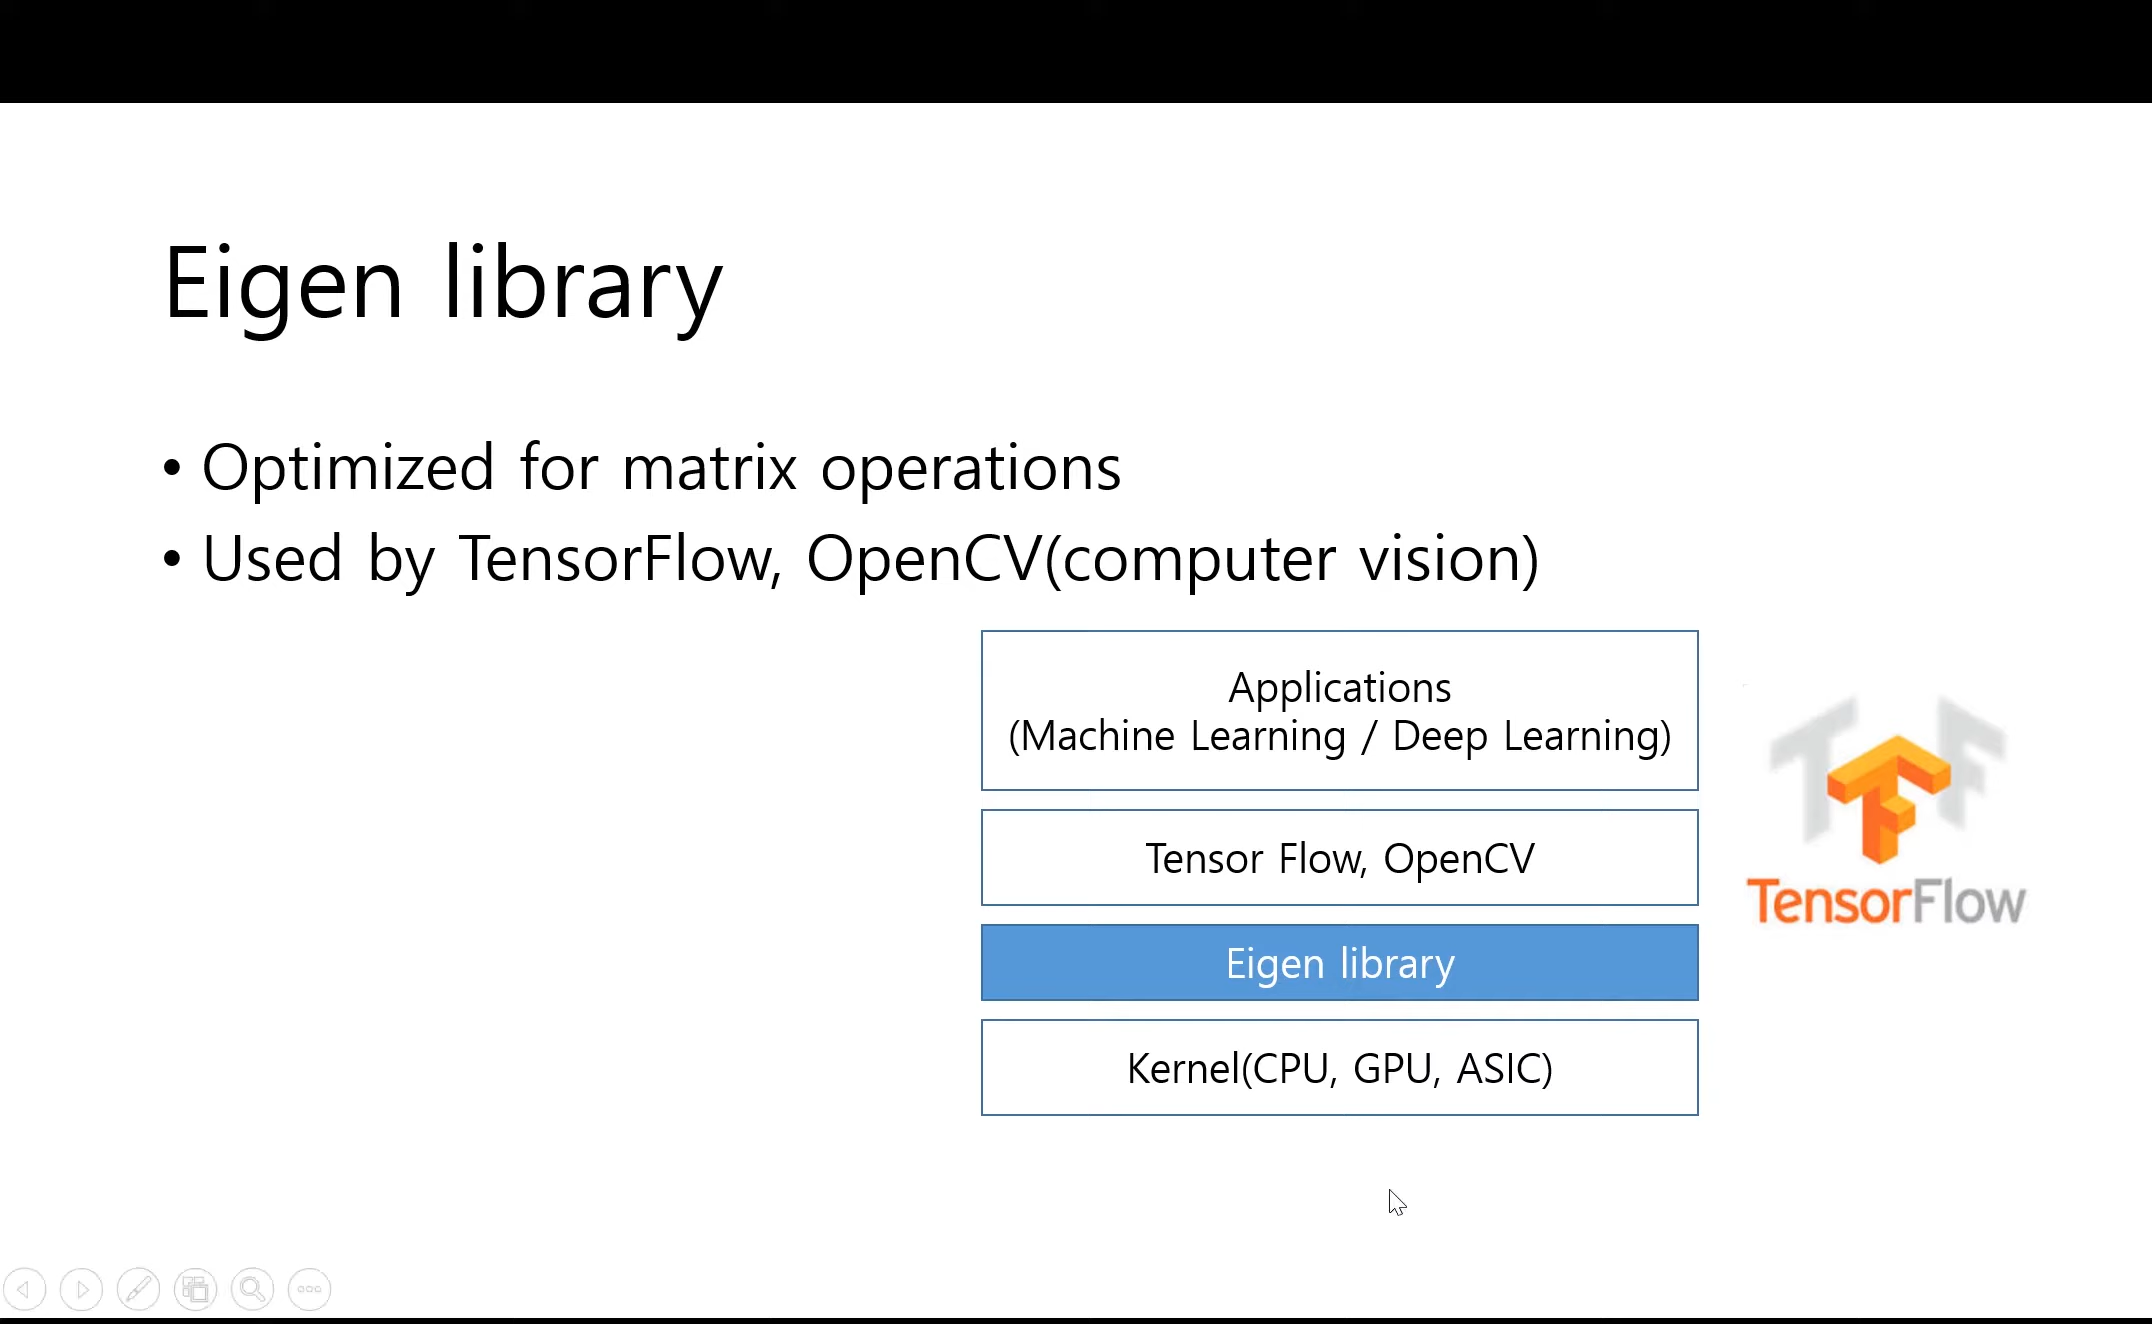 Eigen library
• Optimized for matrix operations
• Used by TensorFlow, OpenCV(computer vision)
Applications
(Machine Learning / Deep Learning)
Tensor Flow, OpenCV
Eigen library
Kernel(CPU, GPU, ASIC)
TensorFlow